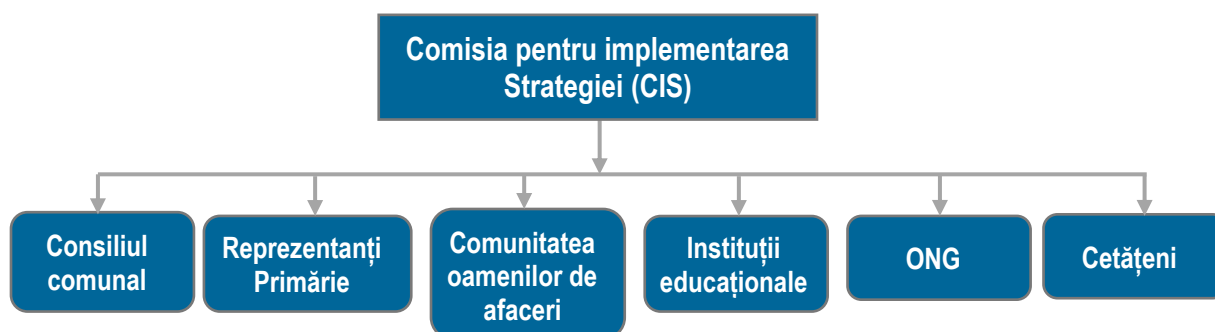 Comisia pentru implementarea
Strategiei (CIS)
Consiliul
comunal
Reprezentanți
Primărie
Comunitatea
oamenilor de
afaceri
Instituții
educaționale
ONG
Cetățeni